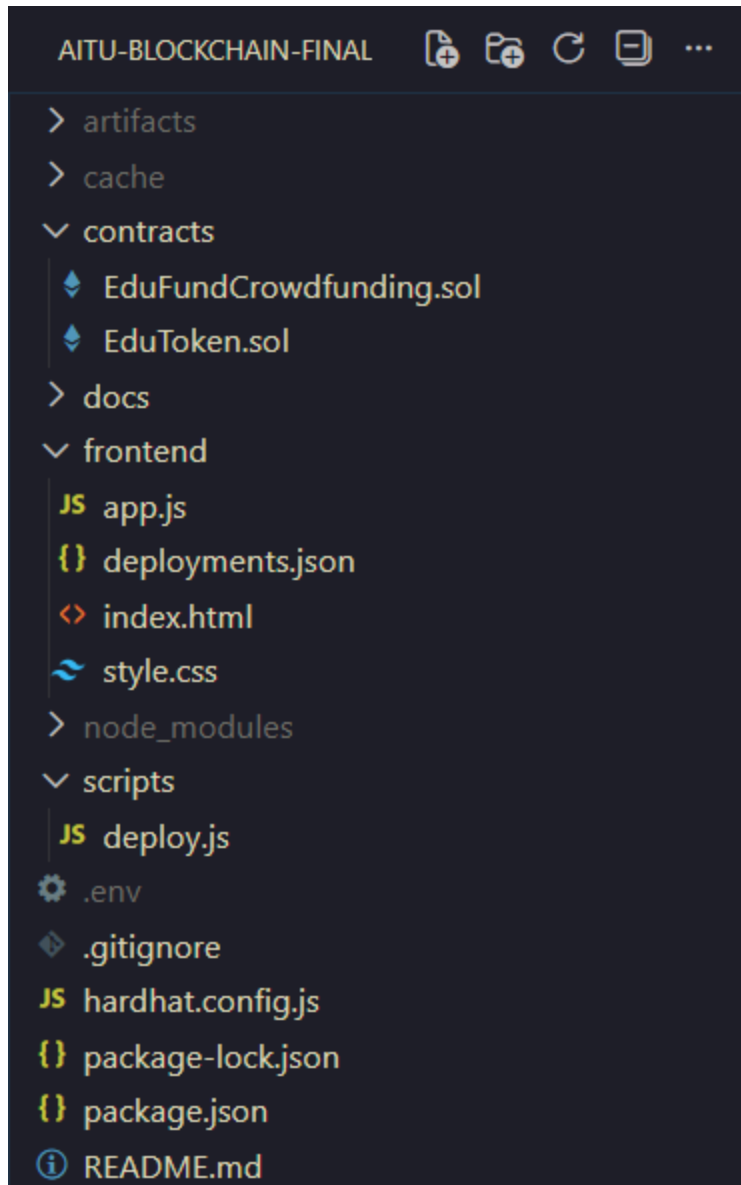 AITU-BLOCKCHAIN-FINAL
artifacts
cache
contracts
EduFundCrowdfunding.sol
EduToken.sol
docs
frontend
JS app.js
{} deployments.json
<> index.html
style.css
node_modules
scripts
JS deploy.js
.env
.gitignore
JS hardhat.config.js
{} package-lock.json
{} package.json
README.md